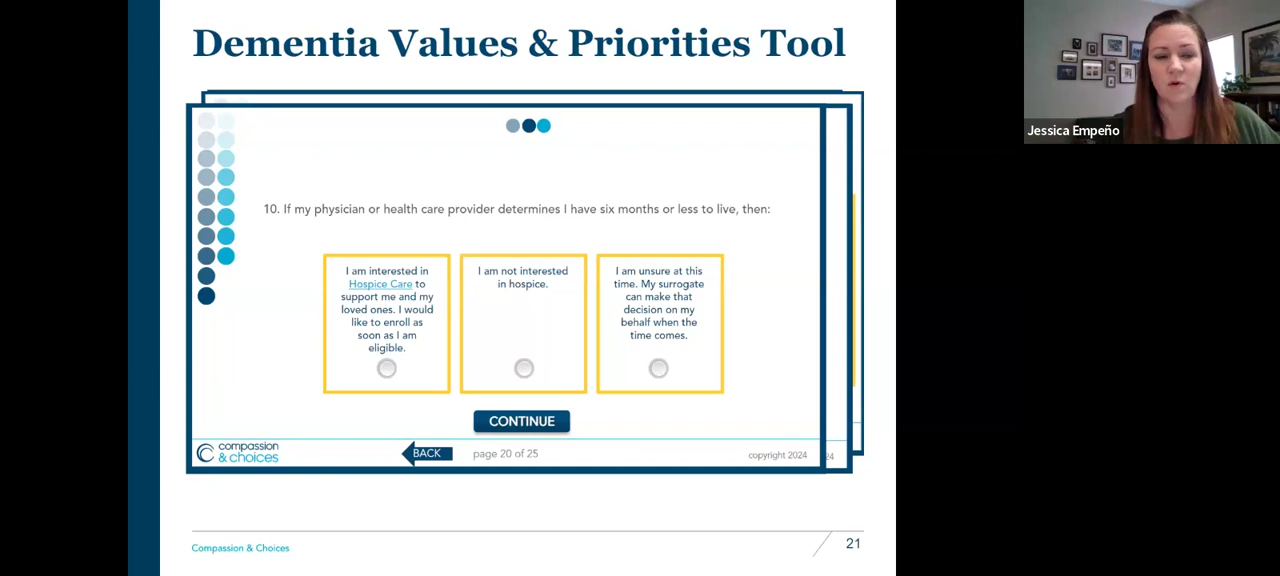 Dementia Values & Priorities Tool
Jessica Empeño
10. If my physician or health care provider determines I have six months or less to live, then:
I am interested in
Hospice Care to
support me and my
loved ones. I would
like to enroll as
soon as I am
eligible.
I am not interested
in hospice.
I am unsure at this
time. My surrogate
can make that
decision on my
behalf when the
time comes.
CONTINUE
compassion
& choices
BACK
page 20 of 25
copyright 2024
24
Compassion & Choices
21